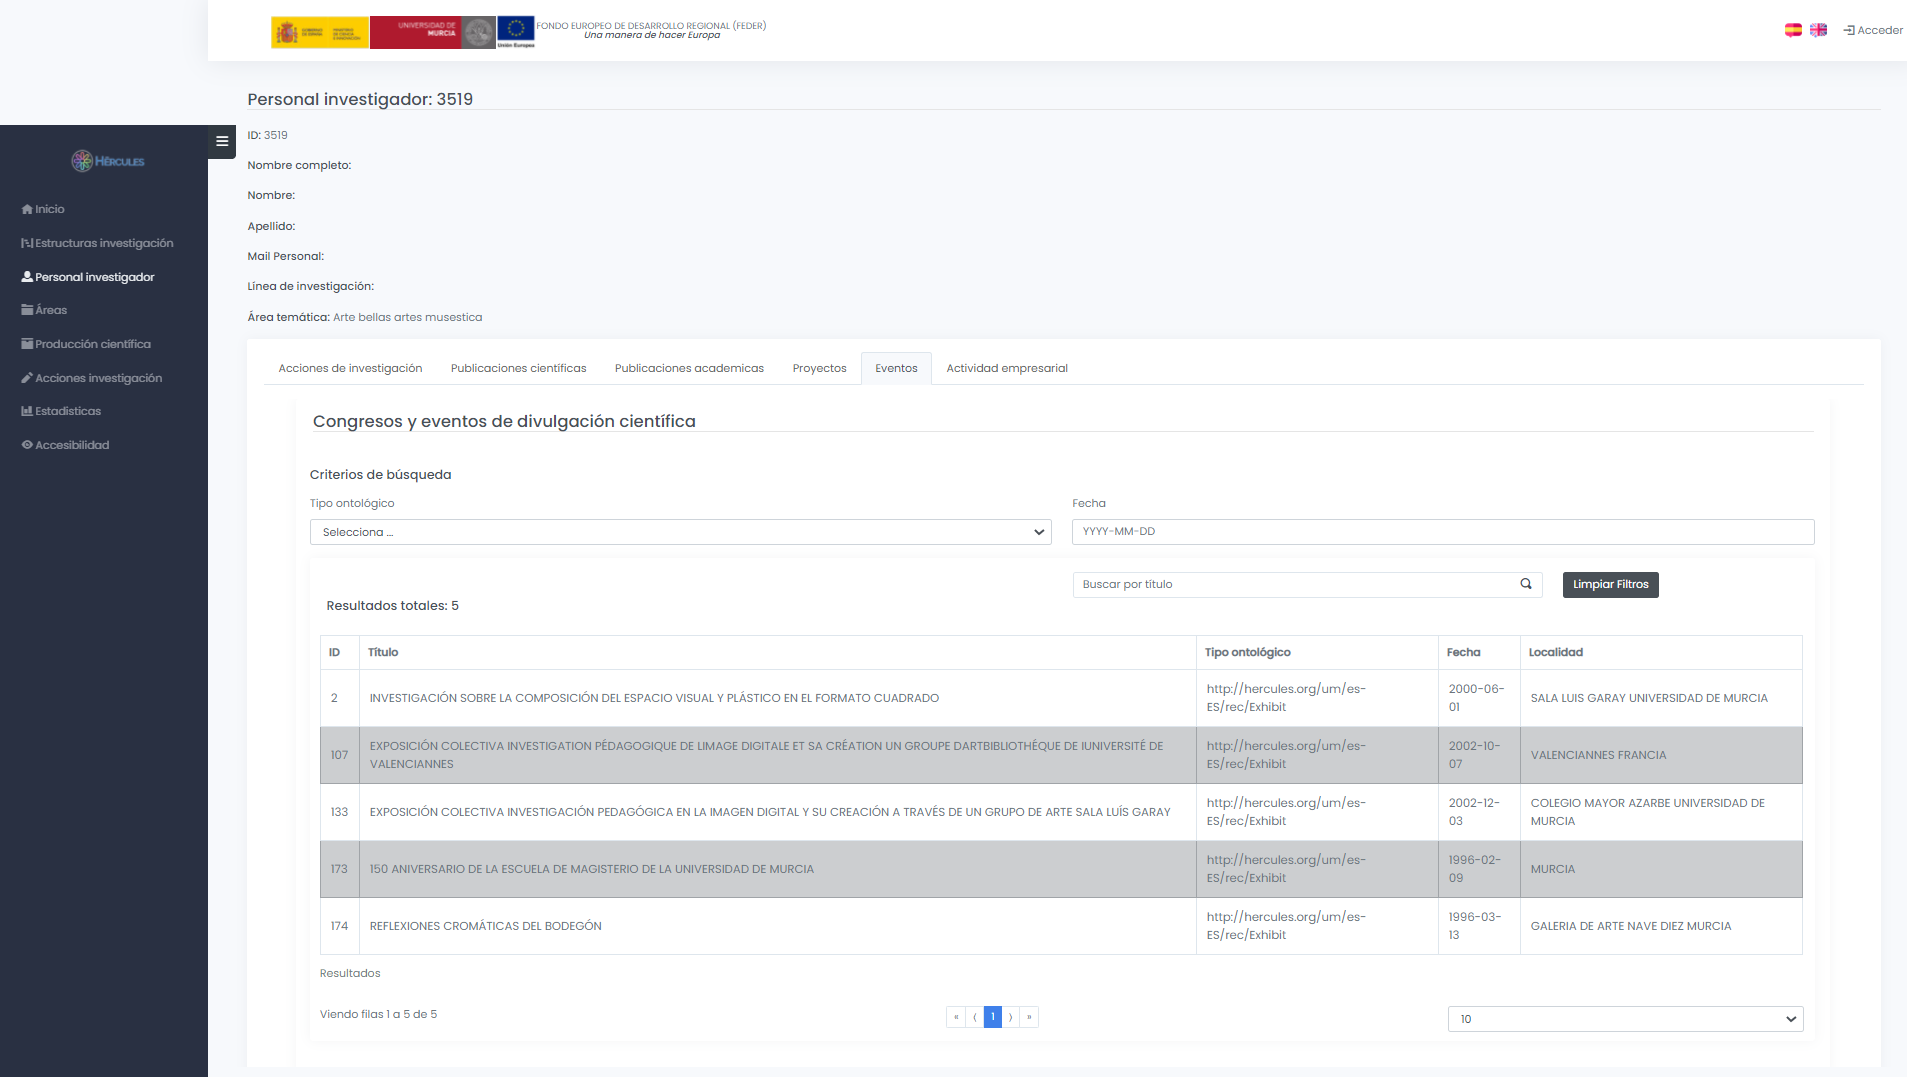 GOBIERNO DE ESPAÑA
MINISTERIO DE CIENCIA E INNOVACIÓN
UNIVERSIDAD DE MURCIA
Unión Europea
FONDO EUROPEO DE DESARROLLO REGIONAL (FEDER)
Una manera de hacer Europa
Acceder
HÉRCULES
Inicio
Estructuras investigación
Personal investigador
Áreas
Producción científica
Acciones investigación
Estadisticas
Accesibilidad
Personal investigador: 3519
ID: 3519
Nombre completo:
Nombre:
Apellido:
Mail Personal:
Línea de investigación:
Área temática: Arte bellas artes musestica
Acciones de investigación Publicaciones científicas Publicaciones academicas Proyectos Eventos Actividad empresarial
Congresos y eventos de divulgación científica
Criterios de búsqueda
Tipo ontológico Fecha
Selecciona ... YYYY-MM-DD
Buscar por título Limpiar Filtros
Resultados totales: 5
ID Título Tipo ontológico Fecha Localidad
2 INVESTIGACIÓN SOBRE LA COMPOSICIÓN DEL ESPACIO VISUAL Y PLÁSTICO EN EL FORMATO CUADRADO http://hercules.org/um/es-ES/rec/Exhibit 2000-06-01 SALA LUIS GARAY UNIVERSIDAD DE MURCIA
107 EXPOSICIÓN COLECTIVA INVESTIGATION PÉDAGOGIQUE DE LIMAGE DIGITALE ET SA CRÉATION UN GROUPE DARTBIBLIOTHÉQUE DE IUNIVERSITÉ DE VALENCIANNES http://hercules.org/um/es-ES/rec/Exhibit 2002-10-07 VALENCIANNES FRANCIA
133 EXPOSICIÓN COLECTIVA INVESTIGACIÓN PEDAGÓGICA EN LA IMAGEN DIGITAL Y SU CREACIÓN A TRAVÉS DE UN GRUPO DE ARTE SALA LUÍS GARAY http://hercules.org/um/es-ES/rec/Exhibit 2002-12-03 COLEGIO MAYOR AZARBE UNIVERSIDAD DE MURCIA
173 150 ANIVERSARIO DE LA ESCUELA DE MAGISTERIO DE LA UNIVERSIDAD DE MURCIA http://hercules.org/um/es-ES/rec/Exhibit 1996-02-09 MURCIA
174 REFLEXIONES CROMÁTICAS DEL BODEGÓN http://hercules.org/um/es-ES/rec/Exhibit 1996-03-13 GALERIA DE ARTE NAVE DIEZ MURCIA
Resultados
Viendo filas 1 a 5 de 5 « ⟨ 1 ⟩ » 10